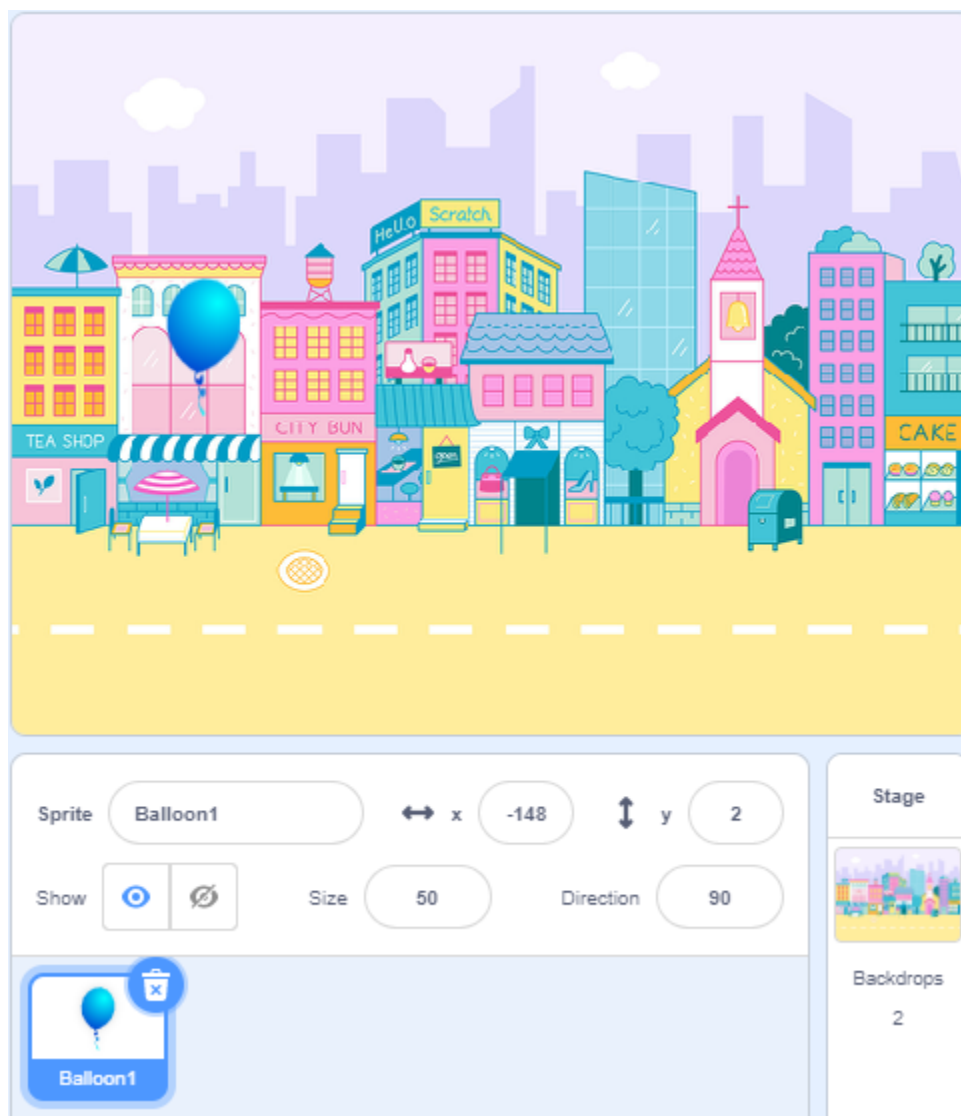 HeLLo Scratch
TEA SHOP
CITY BUN
open
CAKE
Sprite Balloon1 x -148 y 2
Show Size 50 Direction 90
Balloon1
Stage
Backdrops
2